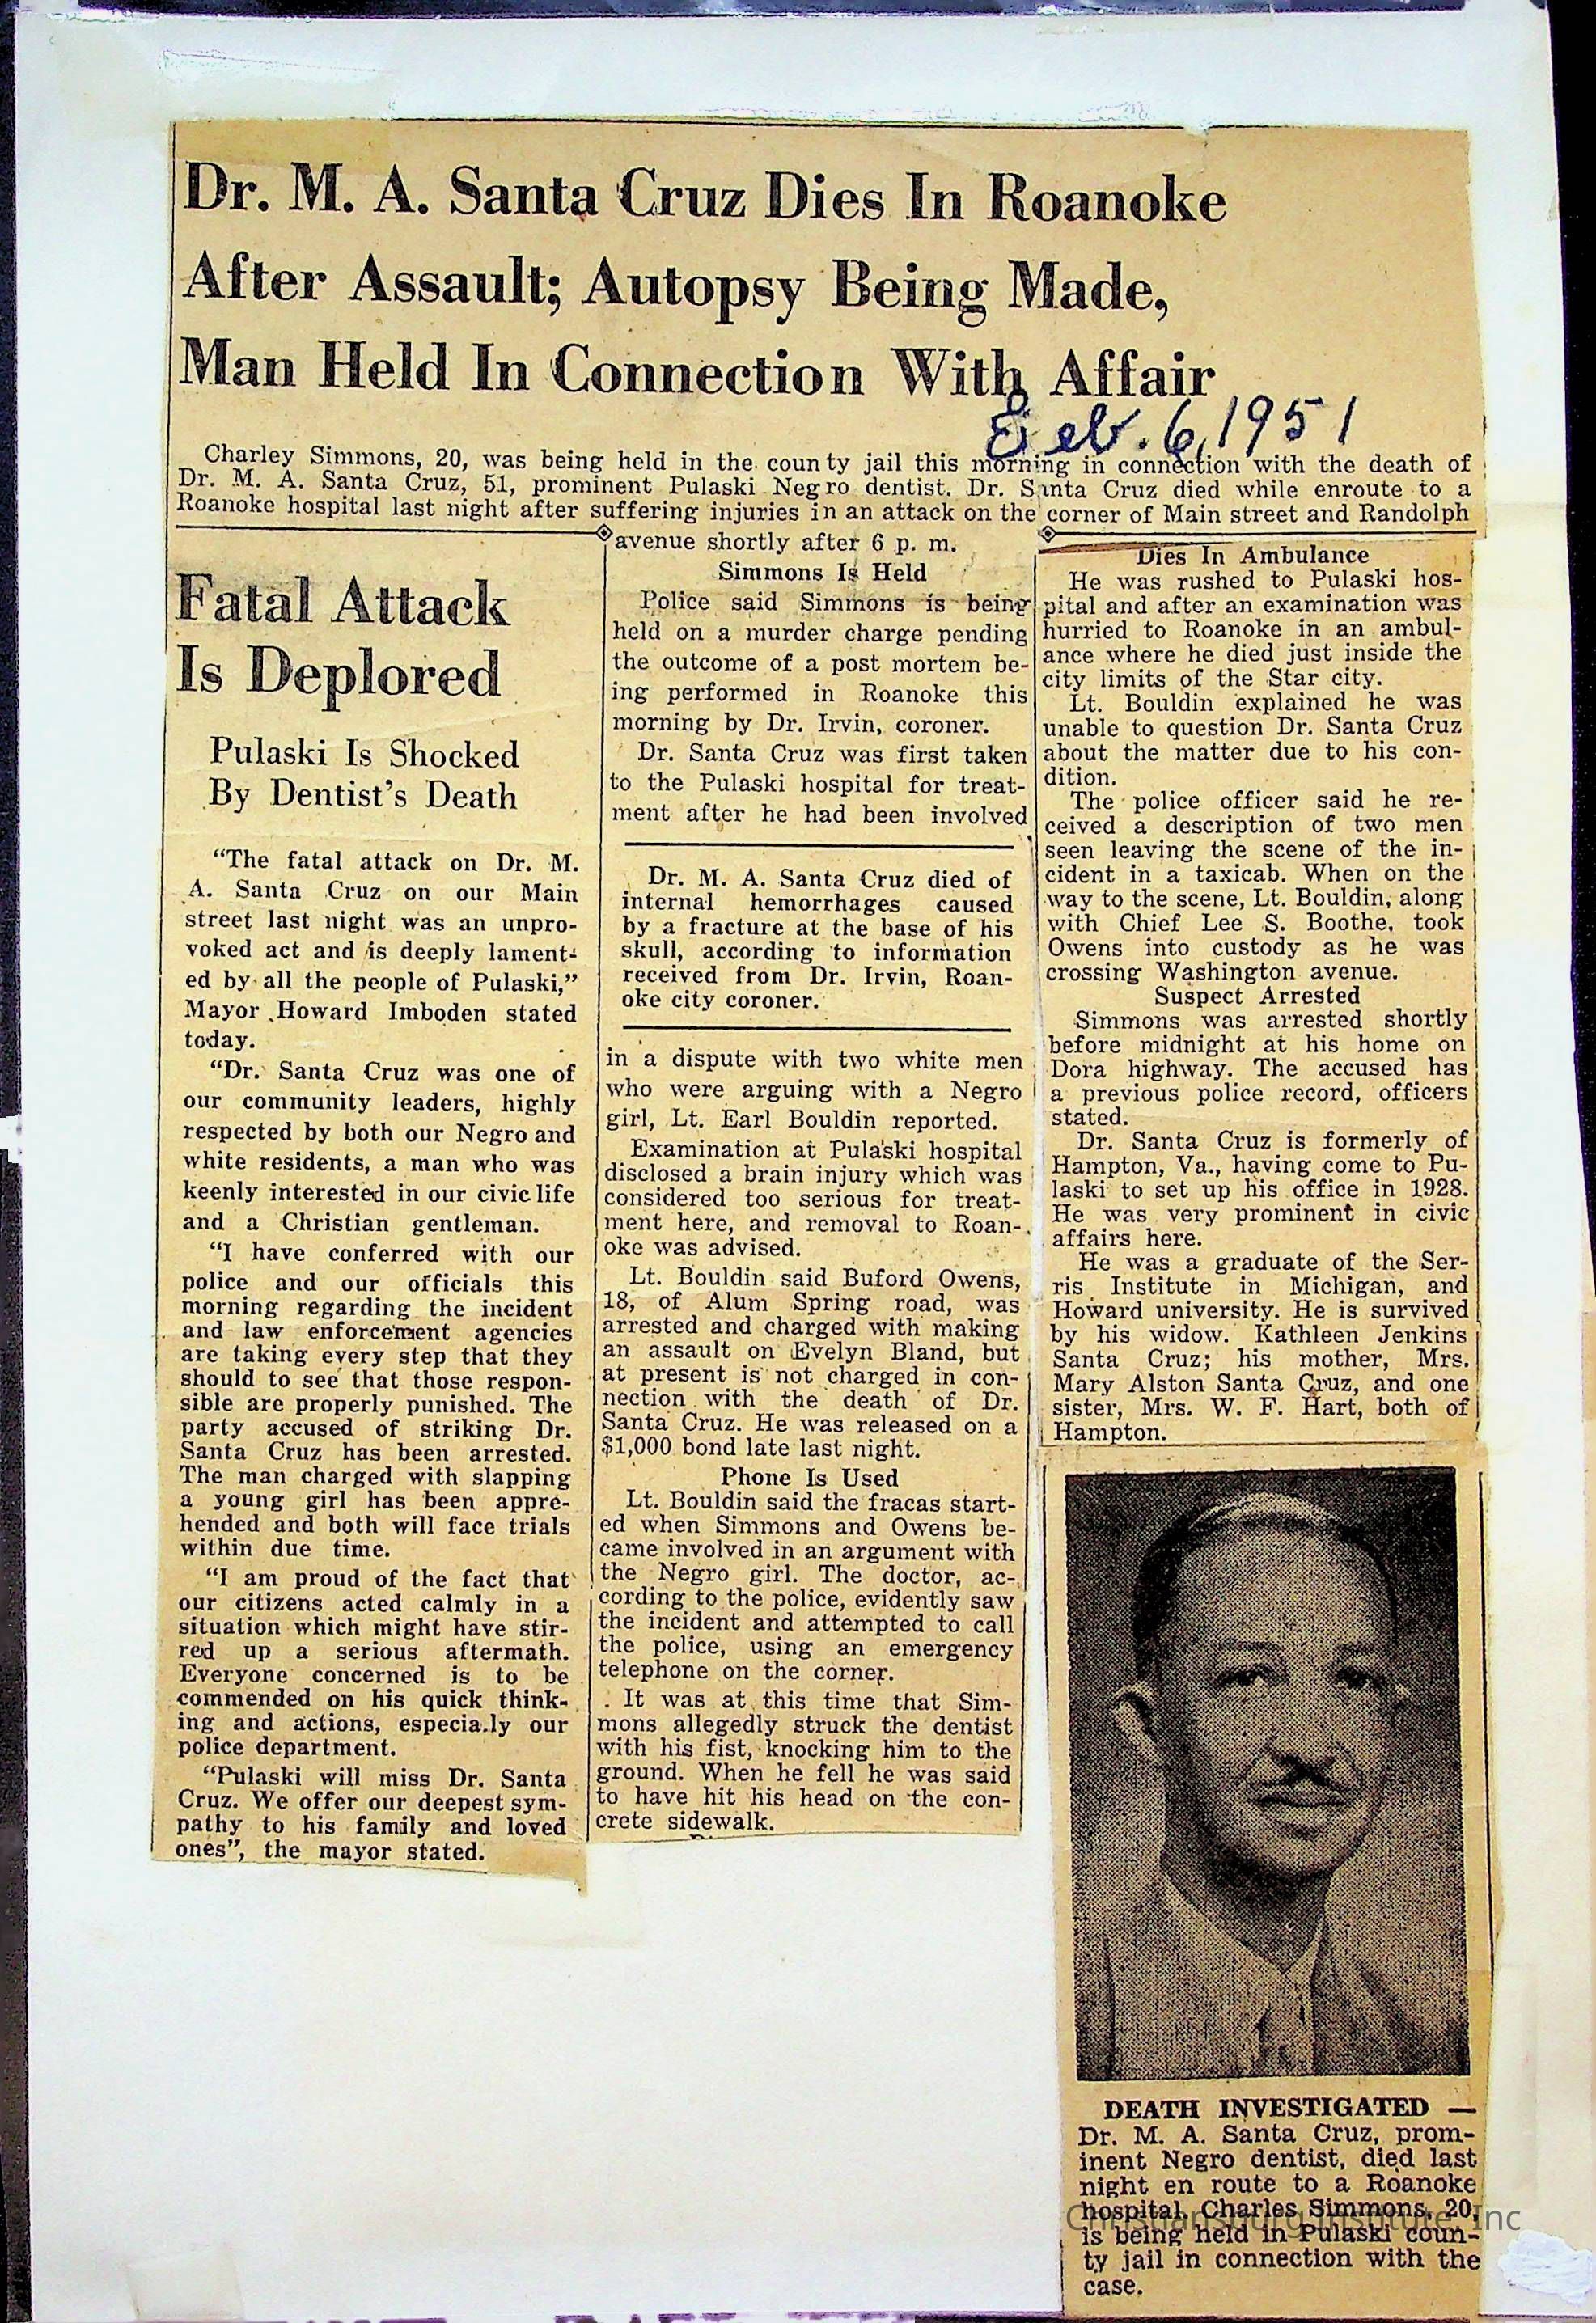 Dr. M. A. Santa Cruz Dies In Roanoke
After Assault; Autopsy Being Made,
Man Held In Connection With Affair
Feb. 6, 1951
Charley Simmons, 20, was being held in the county jail this morning in connection with the death of
Dr. M. A. Santa Cruz, 51, prominent Pulaski Negro dentist. Dr. Santa Cruz died while enroute to a
Roanoke hospital last night after suffering injuries in an attack on the corner of Main street and Randolph
avenue shortly after 6 p. m.
Simmons Is Held
Police said Simmons is being
held on a murder charge pending
the outcome of a post mortem be-
ing performed in Roanoke this
morning by Dr. Irvin, coroner.
Dr. Santa Cruz was first taken
to the Pulaski hospital for treat-
ment after he had been involved
Dr. M. A. Santa Cruz died of
internal hemorrhages caused
by a fracture at the base of his
skull, according to information
received from Dr. Irvin, Roan-
oke city coroner.
in a dispute with two white men
who were arguing with a Negro
girl, Lt. Earl Bouldin reported.
Examination at Pulaski hospital
disclosed a brain injury which was
considered too serious for treat-
ment here, and removal to Roan-
oke was advised.
Lt. Bouldin said Buford Owens,
18, of Alum Spring road, was
arrested and charged with making
an assault on Evelyn Bland, but
at present is not charged in con-
nection with the death of Dr.
Santa Cruz. He was released on a
$1,000 bond late last night.
Phone Is Used
Lt. Bouldin said the fracas start-
ed when Simmons and Owens be-
came involved in an argument with
the Negro girl. The doctor, ac-
cording to the police, evidently saw
the incident and attempted to call
the police, using an emergency
telephone on the corner.
It was at this time that Sim-
mons allegedly struck the dentist
with his fist, knocking him to the
ground. When he fell he was said
to have hit his head on the con-
crete sidewalk.
Dies In Ambulance
He was rushed to Pulaski hos-
pital and after an examination was
hurried to Roanoke in an ambul-
ance where he died just inside the
city limits of the Star city.
Lt. Bouldin explained he was
unable to question Dr. Santa Cruz
about the matter due to his con-
dition.
The police officer said he re-
ceived a description of two men
seen leaving the scene of the in-
cident in a taxicab. When on the
way to the scene, Lt. Bouldin, along
with Chief Lee S. Boothe, took
Owens into custody as he was
crossing Washington avenue.
Suspect Arrested
Simmons was arrested shortly
before midnight at his home on
Dora highway. The accused has
a previous police record, officers
stated.
Dr. Santa Cruz is formerly of
Hampton, Va., having come to Pu-
laski to set up his office in 1928.
He was very prominent in civic
affairs here.
He was a graduate of the Ser-
ris Institute in Michigan, and
Howard university. He is survived
by his widow. Kathleen Jenkins
Santa Cruz; his mother, Mrs.
Mary Alston Santa Cruz, and one
sister, Mrs. W. F. Hart, both of
Hampton.
Fatal Attack
Is Deplored
Pulaski Is Shocked
By Dentist's Death
"The fatal attack on Dr. M.
A. Santa Cruz on our Main
street last night was an unpro-
voked act and is deeply lament-
ed by all the people of Pulaski,"
Mayor Howard Imboden stated
today.
"Dr. Santa Cruz was one of
our community leaders, highly
respected by both our Negro and
white residents, a man who was
keenly interested in our civic life
and a Christian gentleman.
"I have conferred with our
police and our officials this
morning regarding the incident
and law enforcement agencies
are taking every step that they
should to see that those respon-
sible are properly punished. The
party accused of striking Dr.
Santa Cruz has been arrested.
The man charged with slapping
a young girl has been appre-
hended and both will face trials
within due time.
"I am proud of the fact that
our citizens acted calmly in a
situation which might have stir-
red up a serious aftermath.
Everyone concerned is to be
commended on his quick think-
ing and actions, especia.ly our
police department.
"Pulaski will miss Dr. Santa
Cruz. We offer our deepest sym-
pathy to his family and loved
ones", the mayor stated.
DEATH INVESTIGATED —
Dr. M. A. Santa Cruz, prom-
inent Negro dentist, died last
night en route to a Roanoke
hospital. Charles Simmons, 20,
is being held in Pulaski coun-
ty jail in connection with the
case.
Christiansburg Institute, Inc